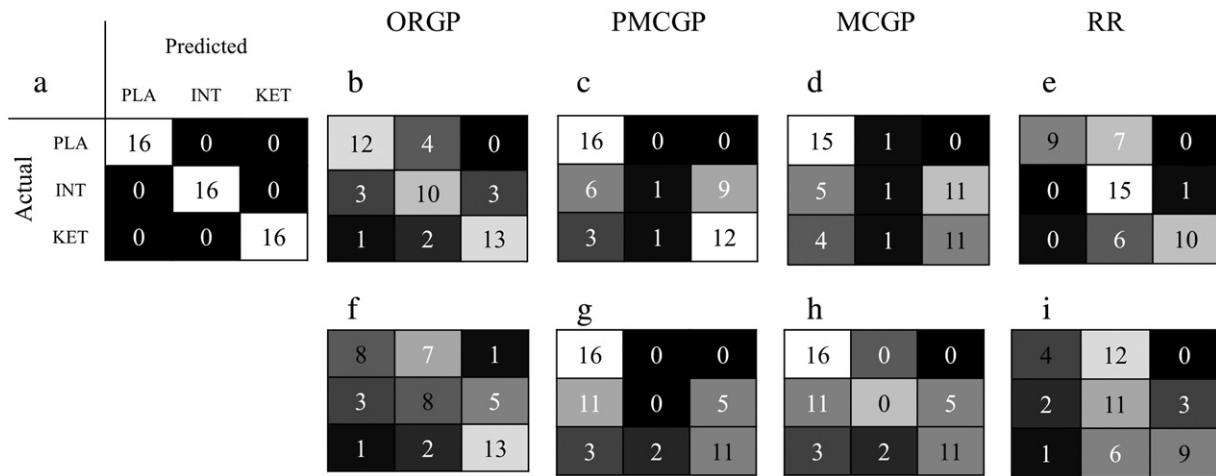 ORGP PMCGP MCGP RR
Predicted
a b c d e
PLA INT KET
Actual
PLA 16 0 0 12 4 0 16 0 0 15 1 0 9 7 0
INT 0 16 0 3 10 3 6 1 9 5 1 11 0 15 1
KET 0 0 16 1 2 13 3 1 12 4 1 11 0 6 10
f g h i
8 7 1 16 0 0 16 0 0 4 12 0
3 8 5 11 0 5 11 0 5 2 11 3
1 2 13 3 2 11 3 2 11 1 6 9